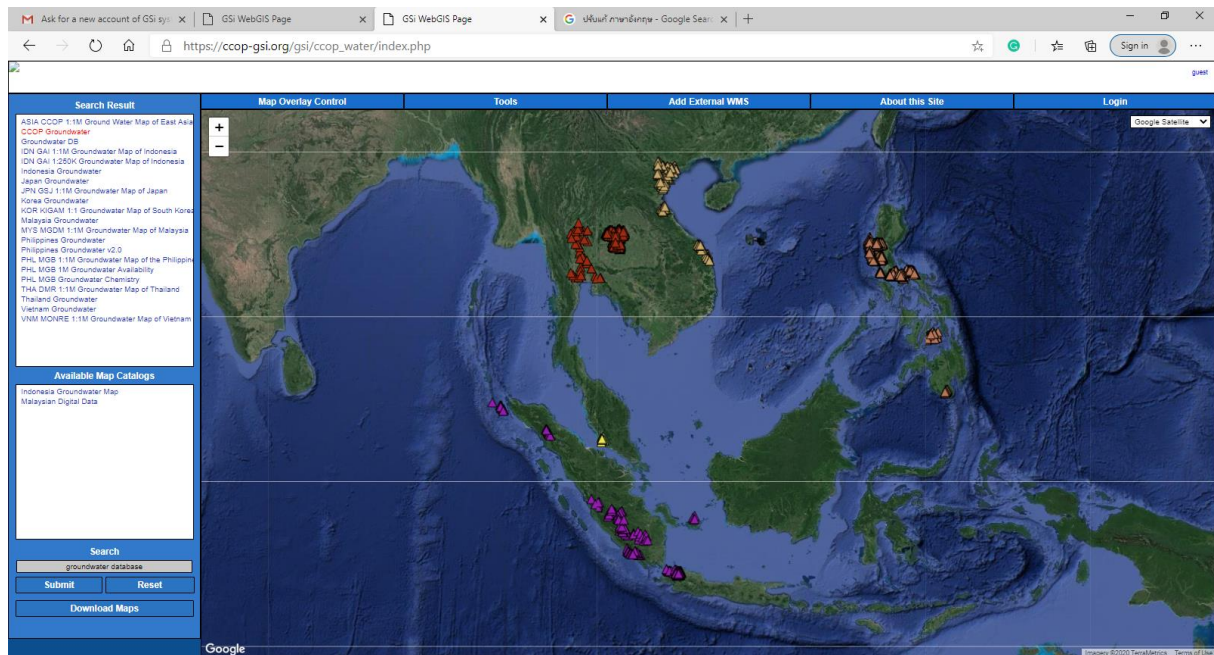 Ask for a new account of GSi sys
GSi WebGIS Page
GSi WebGIS Page
ปรับแก้ ภาษาอังกฤษ - Google Searc
https://ccop-gsi.org/gsi/ccop_water/index.php
Sign in
guest
Search Result
Map Overlay Control
Tools
Add External WMS
About this Site
Login
ASIA CCOP 1:1M Ground Water Map of East Asia
CCOP Groundwater
Groundwater DB
IDN GAI 1:1M Groundwater Map of Indonesia
IDN GAI 1:250K Groundwater Map of Indonesia
Indonesia Groundwater
Japan Groundwater
JPN GSJ 1:1M Groundwater Map of Japan
Korea Groundwater
KOR KIGAM 1:1 Groundwater Map of South Korea
Malaysia Groundwater
MYS MGDM 1:1M Groundwater Map of Malaysia
Philippines Groundwater
Philippines Groundwater v2.0
PHL MGB 1:1M Groundwater Map of the Philippine
PHL MGB 1M Groundwater Availability
PHL MGB Groundwater Chemistry
THA DMR 1:1M Groundwater Map of Thailand
Thailand Groundwater
Vietnam Groundwater
VNM MONRE 1:1M Groundwater Map of Vietnam
Google Satellite
Available Map Catalogs
Indonesia Groundwater Map
Malaysian Digital Data
Search
groundwater database
Submit
Reset
Download Maps
Google
Imagery ©2020 TerraMetrics
Terms of Use